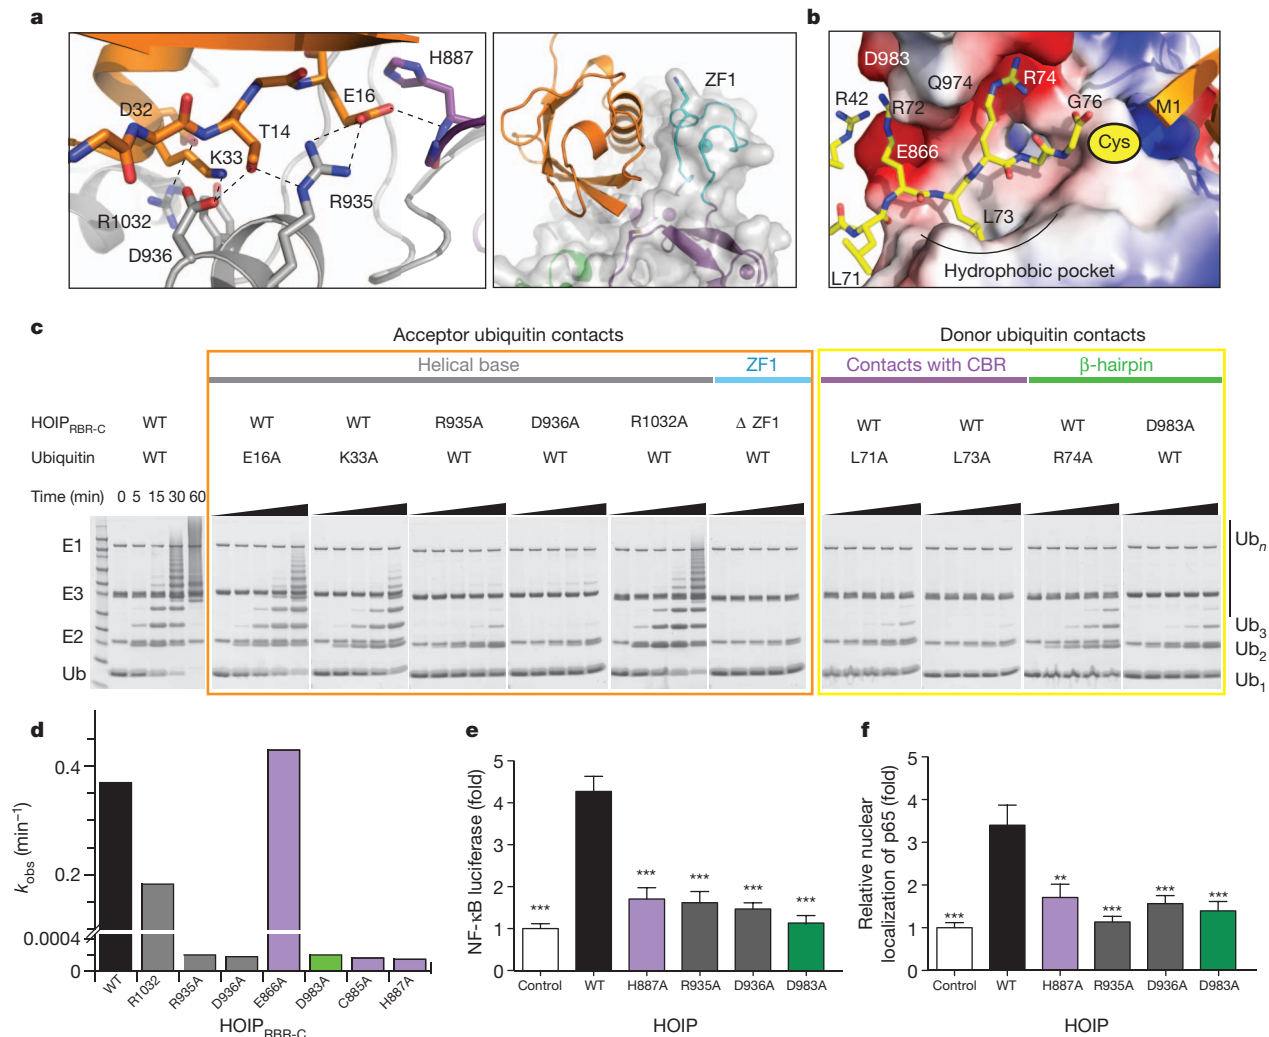 a
H887
E16
D32
T14
K33
R935
R1032
D936
ZF1
b
D983
Q974
R74
G76
R42
R72
M1
Cys
E866
L73
L71
Hydrophobic pocket
c
Acceptor ubiquitin contacts
Donor ubiquitin contacts
Helical base
ZF1
Contacts with CBR
β-hairpin
HOIP RBR-C WT WT WT R935A D936A R1032A Δ ZF1 WT WT WT D983A
Ubiquitin WT E16A K33A WT WT WT WT L71A L73A R74A WT
Time (min) 0 5 15 30 60
E1
E3
E2
Ub
Ubn
Ub3
Ub2
Ub1
d
kobs (min−1)
0.4
0.2
0.0004
0
WT R1032 R935A D936A E866A D983A C885A H887A
HOIP RBR-C
e
NF-κB luciferase (fold)
5
4
3
2
1
0
*** *** *** *** ***
Control WT H887A R935A D936A D983A
HOIP
f
Relative nuclear
localization of p65 (fold)
5
4
3
2
1
0
*** ** *** *** ***
Control WT H887A R935A D936A D983A
HOIP